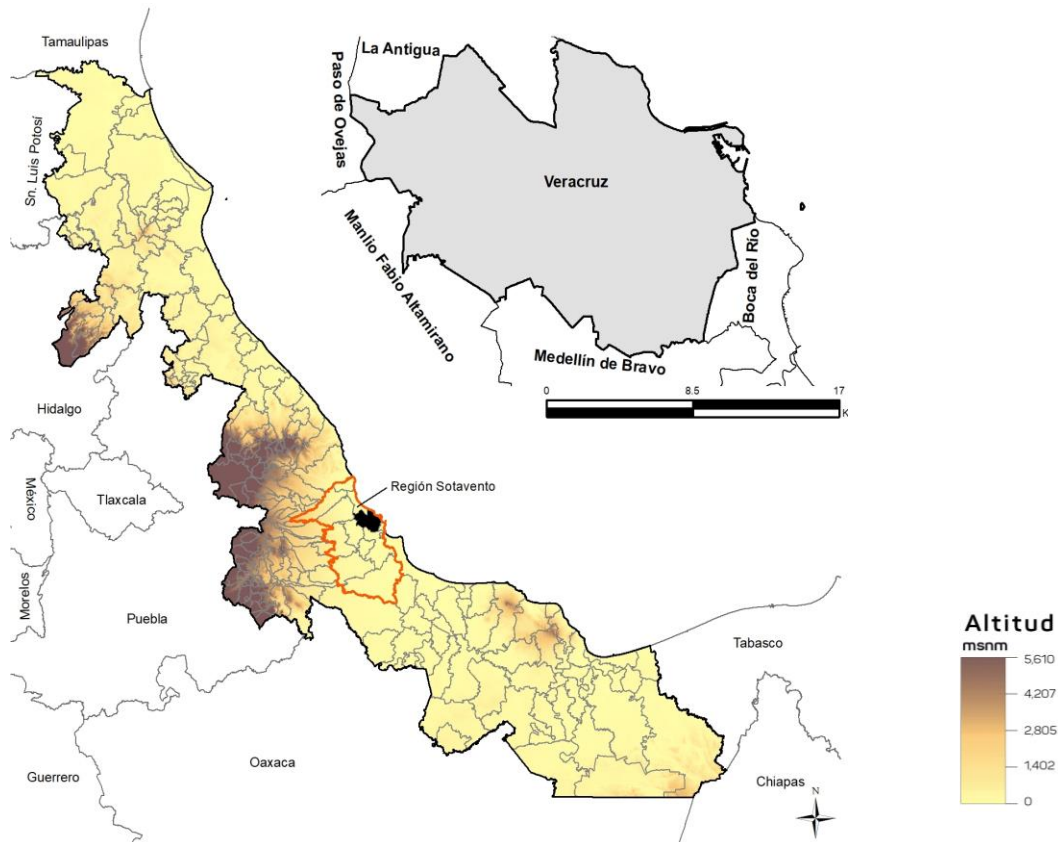 Tamaulipas
Sn. Luis Potosí
Hidalgo
México
Tlaxcala
Morelos
Puebla
Guerrero
Oaxaca
Región Sotavento
Tabasco
Chiapas
La Antigua
Paso de Ovejas
Veracruz
Manlio Fabio Altamirano
Boca del Río
Medellín de Bravo
0 8.5 17
K
Altitud
msnm
5,610
4,207
2,805
1402
0
N